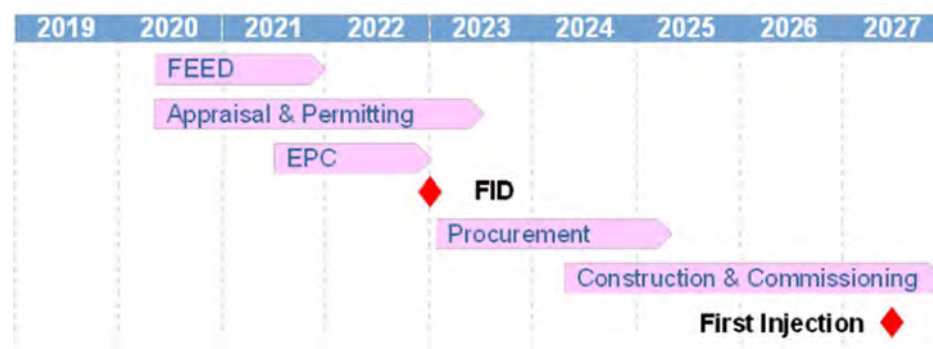 2019 2020 2021 2022 2023 2024 2025 2026 2027
FEED
Appraisal & Permitting
EPC
FID
Procurement
Construction & Commissioning
First Injection